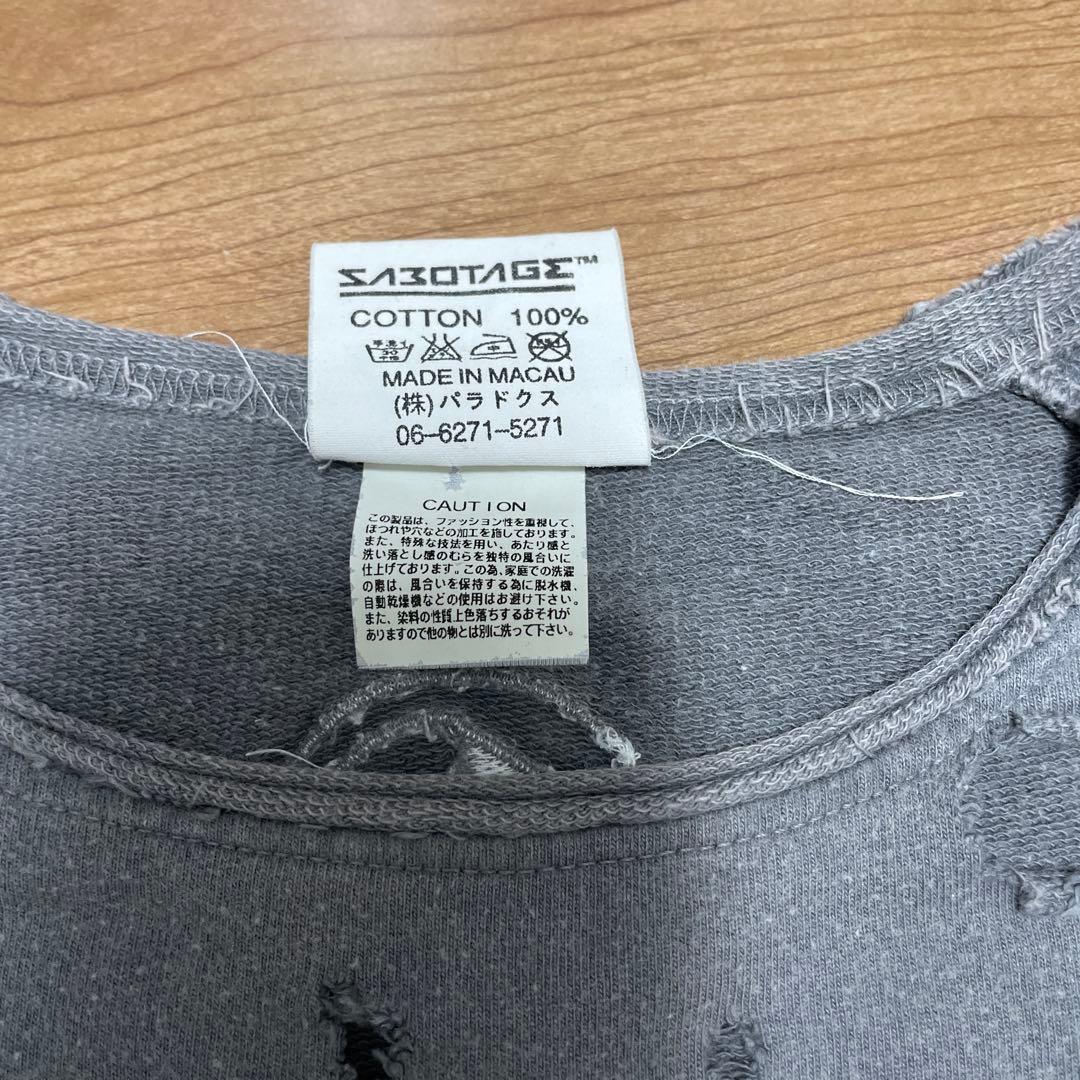 SABOTAGE™
COTTON 100%
手洗イ
30
中性
中
MADE IN MACAU
(株)パラドクス
06-6271-5271
CAUTION
この製品は、ファッション性を重視して、
ほつれや穴などの加工を施しております。
また、特殊な技法を用い、あたり感と
洗い落とし感のむらを独特の風合いに
仕上げております。この為、家庭での洗濯
の際は、風合いを保持する為に脱水機、
自動乾燥機などの使用はお避け下さい。
また、染料の性質上色落ちするおそれが
ありますので他の物とは別に洗って下さい。